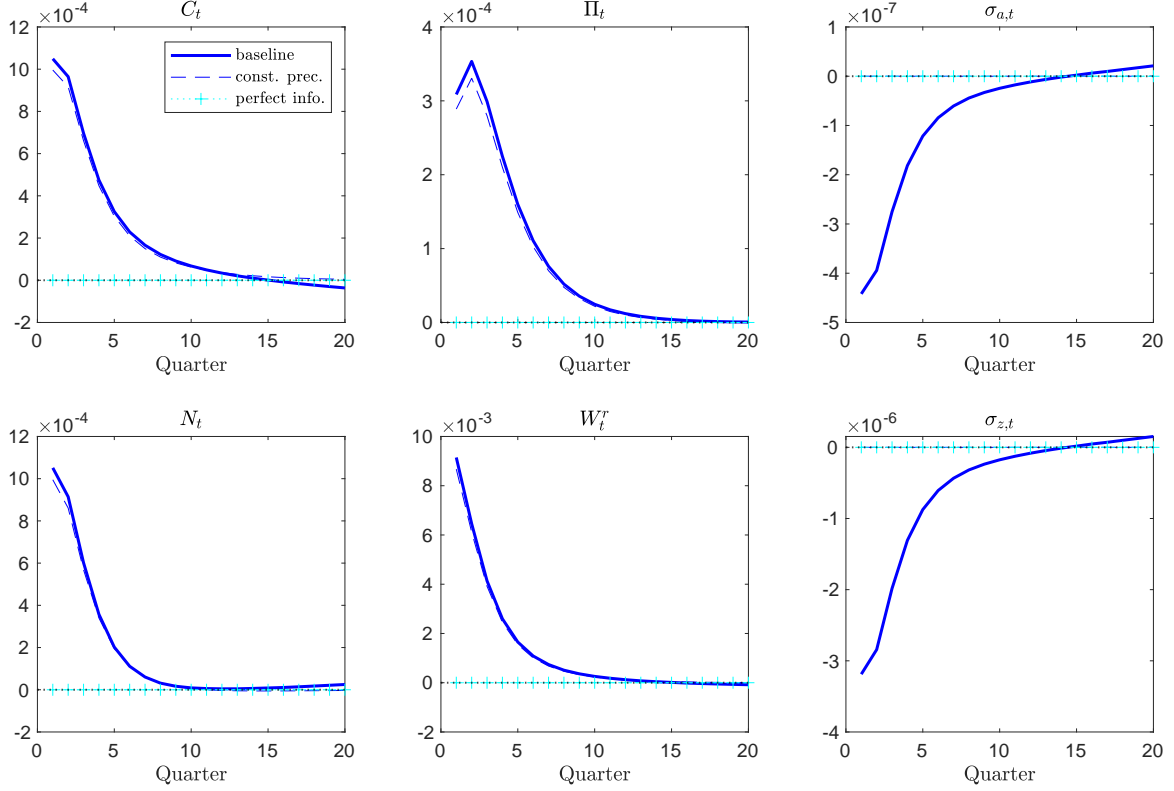 ×10⁻⁴
C_t
12
10
8
6
4
2
0
-2
baseline
const. prec.
perfect info.
0 5 10 15 20
Quarter
×10⁻⁴
Π_t
4
3
2
1
0
0 5 10 15 20
Quarter
×10⁻⁷
σ_{a,t}
1
0
-1
-2
-3
-4
-5
0 5 10 15 20
Quarter
×10⁻⁴
N_t
12
10
8
6
4
2
0
-2
0 5 10 15 20
Quarter
×10⁻³
W_t^r
10
8
6
4
2
0
-2
0 5 10 15 20
Quarter
×10⁻⁶
σ_{z,t}
0
-1
-2
-3
-4
0 5 10 15 20
Quarter